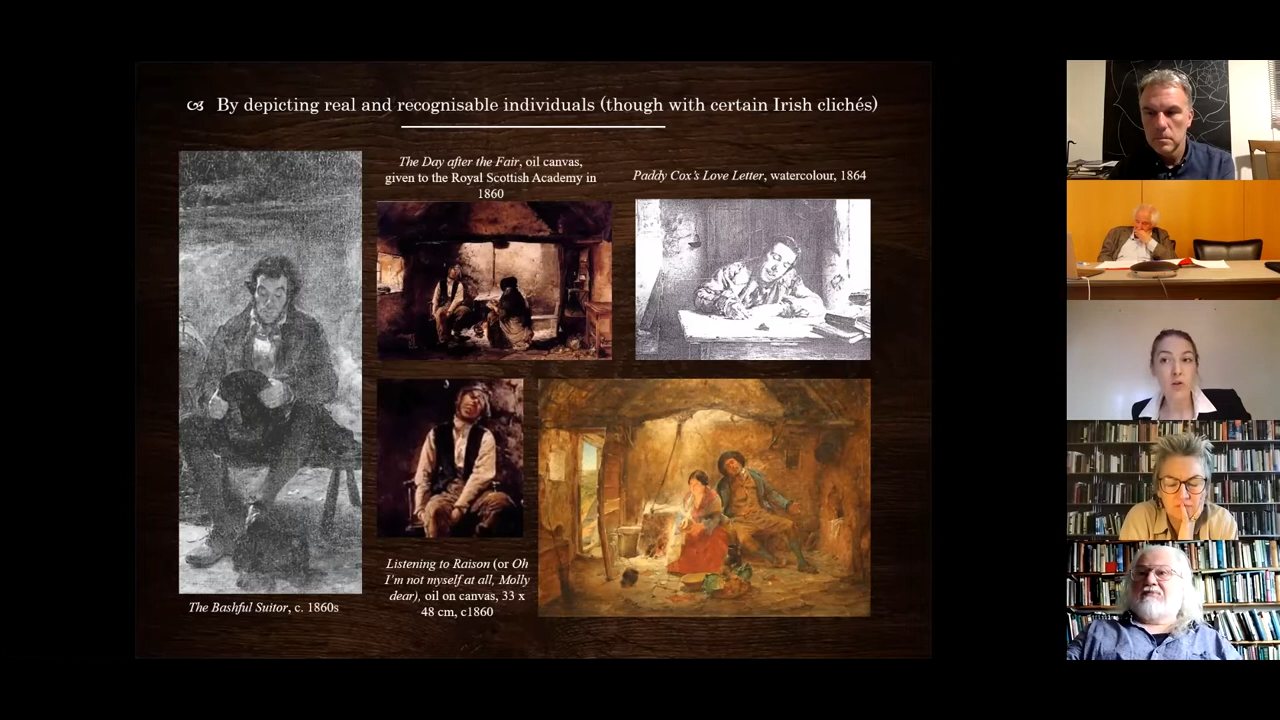 By depicting real and recognisable individuals (though with certain Irish clichés)
The Day after the Fair, oil canvas,
given to the Royal Scottish Academy in
1860
Paddy Cox's Love Letter, watercolour, 1864
Listening to Raison (or Oh
I'm not myself at all, Molly
dear), oil on canvas, 33 x
48 cm, c1860
The Bashful Suitor, c. 1860s